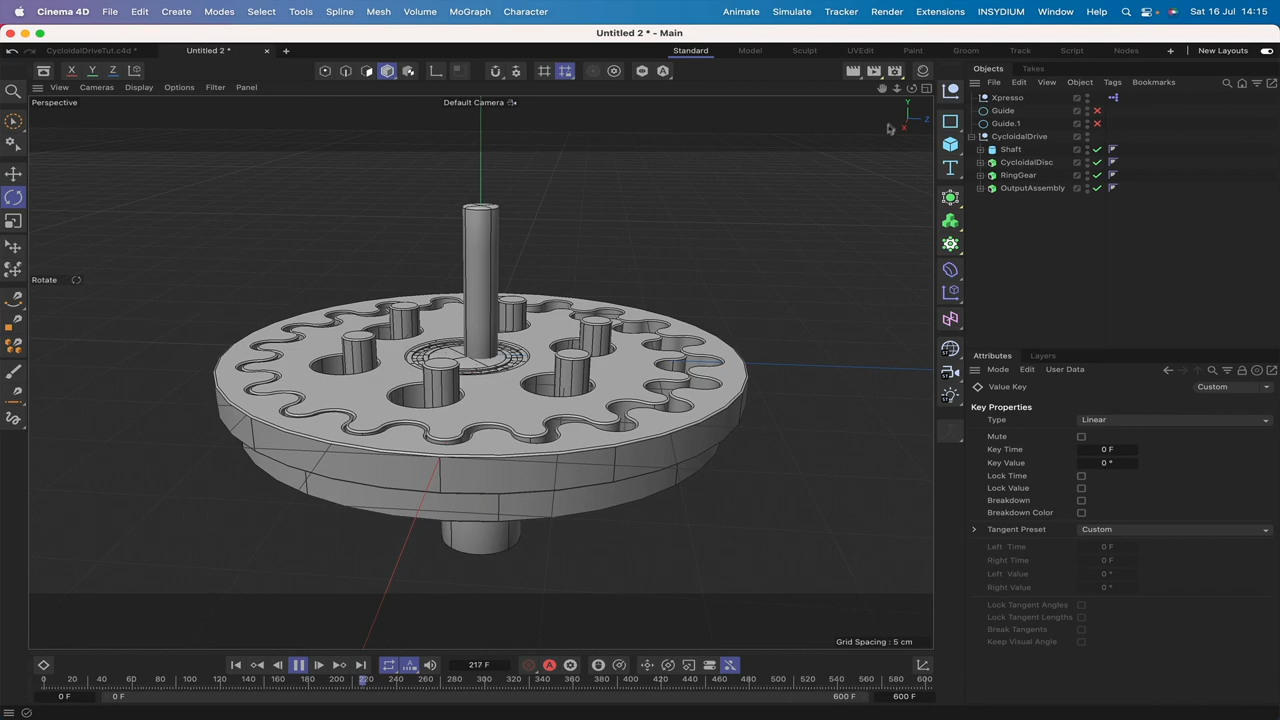 Cinema 4D File Edit Create Modes Select Tools Spline Mesh Volume MoGraph Character Animate Simulate Tracker Render Extensions INSYDIUM Window Help Sat 16 Jul 14:15
Untitled 2 * - Main
CycloidalDriveTut.c4d * Untitled 2 * Standard Model Sculpt UVEdit Paint Groom Track Script Nodes New Layouts
X Y Z
Objects Takes
View Cameras Display Options Filter Panel
File Edit View Object Tags Bookmarks
Perspective Default Camera
Xpresso
Guide
Guide.1
CycloidalDrive
Shaft
CycloidalDisc
RingGear
OutputAssembly
Y
Z
X
Rotate
Attributes Layers
Mode Edit User Data
Value Key Custom
Key Properties
Type Linear
Mute
Key Time 0 F
Key Value 0 °
Lock Time
Lock Value
Breakdown
Breakdown Color
Tangent Preset Custom
Left Time 0 F
Right Time 0 F
Left Value 0 °
Right Value 0 °
Lock Tangent Angles
Lock Tangent Lengths
Break Tangents
Keep Visual Angle
Grid Spacing : 5 cm
217 F
0 20 40 60 80 100 120 140 160 180 200 220 240 260 280 300 320 340 360 380 400 420 440 460 480 500 520 540 560 580 600
0 F 0 F 600 F 600 F